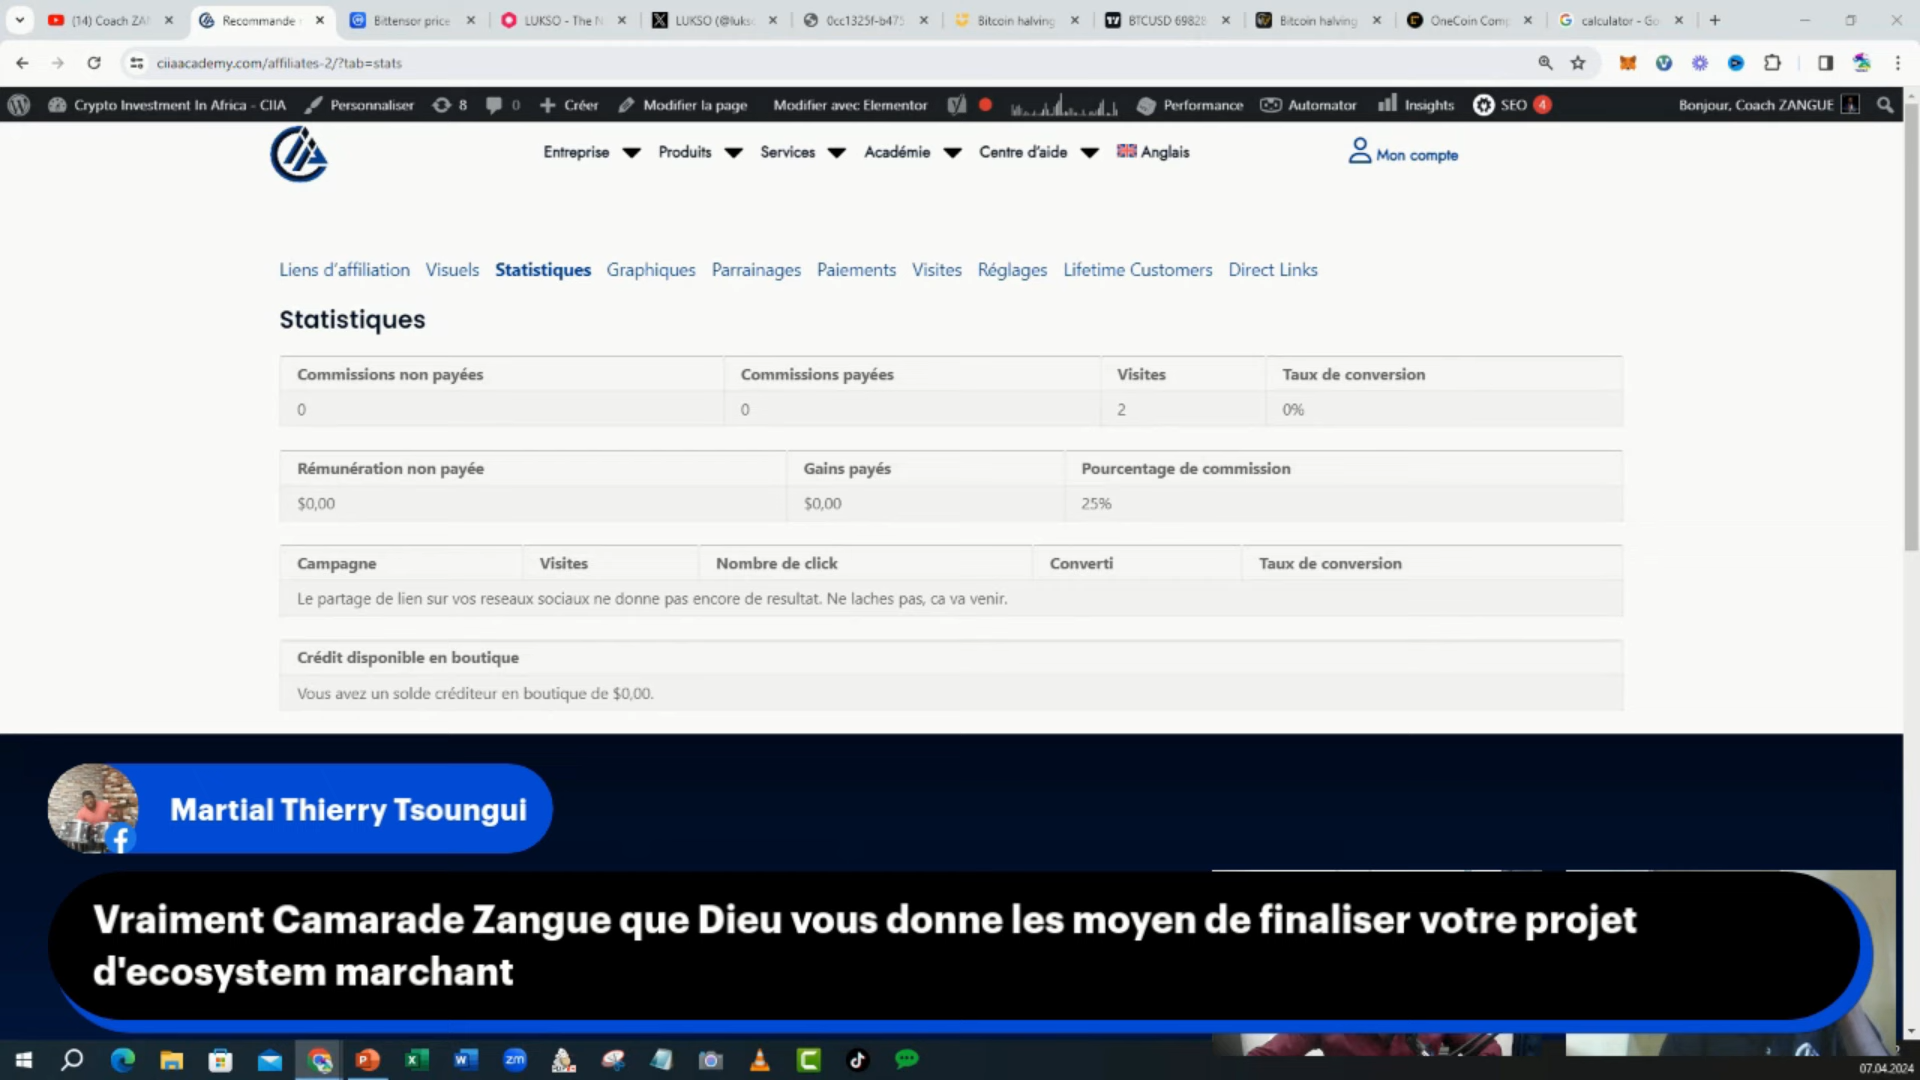 (14) Coach ZAN
Recommande
Bittensor price
LUKSO - The N
LUKSO (@luks
0cc1325f-b475
Bitcoin halving
BTCUSD 69828
Bitcoin halving
OneCoin Comp
calculator - Go
ciiaacademy.com/affiliates-2/?tab=stats
Crypto Investment In Africa - CIIA
Personnaliser
8
0
Créer
Modifier la page
Modifier avec Elementor
Performance
Automator
Insights
SEO 4
Bonjour, Coach ZANGUE
Entreprise
Produits
Services
Académie
Centre d'aide
Anglais
Mon compte
Liens d'affiliation Visuels Statistiques Graphiques Parrainages Paiements Visites Réglages Lifetime Customers Direct Links
Statistiques
Commissions non payées Commissions payées Visites Taux de conversion
0 0 2 0%
Rémunération non payée Gains payés Pourcentage de commission
$0,00 $0,00 25%
Campagne Visites Nombre de click Converti Taux de conversion
Le partage de lien sur vos reseaux sociaux ne donne pas encore de resultat. Ne laches pas, ca va venir.
Crédit disponible en boutique
Vous avez un solde créditeur en boutique de $0,00.
Martial Thierry Tsoungui
Vraiment Camarade Zangue que Dieu vous donne les moyen de finaliser votre projet
d'ecosystem marchant
zm
07.04.2024